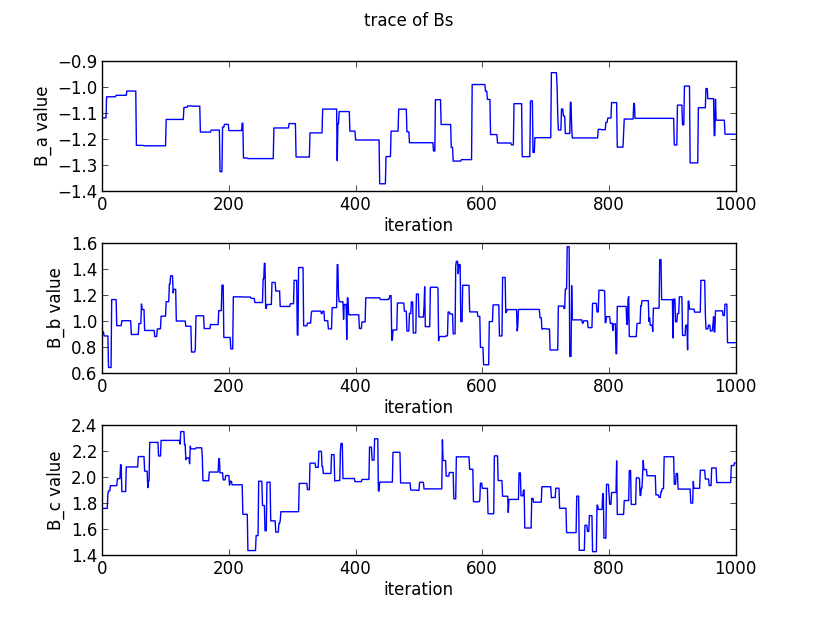 trace of Bs
−0.9
−1.0
−1.1
−1.2
−1.3
−1.4
B_a value
0 200 400 600 800 1000
iteration
1.6
1.4
1.2
1.0
0.8
0.6
B_b value
0 200 400 600 800 1000
iteration
2.4
2.2
2.0
1.8
1.6
1.4
B_c value
0 200 400 600 800 1000
iteration